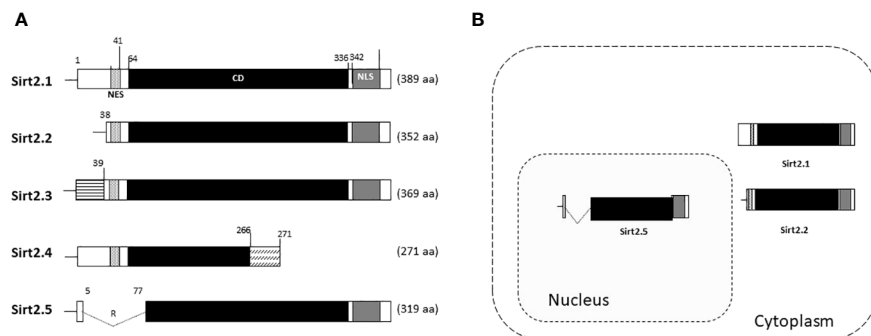 A
B
1
41
64
336
342
Sirt2.1
CD
NLS
(389 aa)
NES
38
Sirt2.2
(352 aa)
39
Sirt2.3
(369 aa)
266
271
Sirt2.4
(271 aa)
5
77
Sirt2.5
R
(319 aa)
Sirt2.1
Sirt2.5
Sirt2.2
Nucleus
Cytoplasm